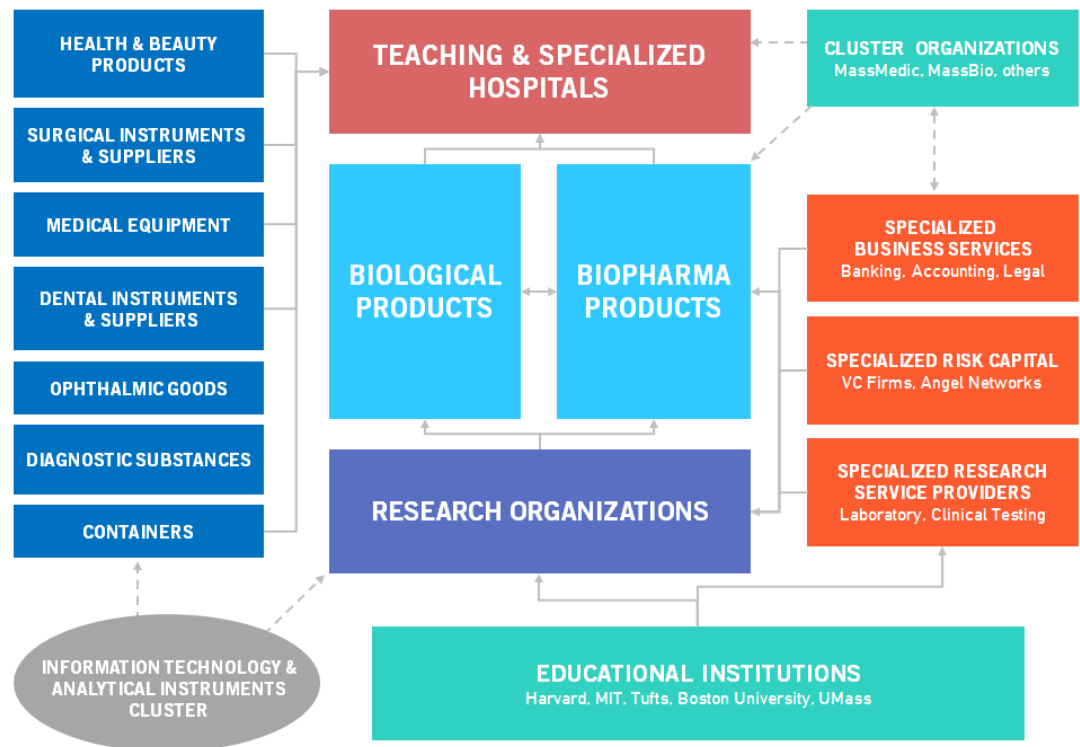 HEALTH & BEAUTY
PRODUCTS
SURGICAL INSTRUMENTS
& SUPPLIERS
MEDICAL EQUIPMENT
DENTAL INSTRUMENTS
& SUPPLIERS
OPHTHALMIC GOODS
DIAGNOSTIC SUBSTANCES
CONTAINERS
INFORMATION TECHNOLOGY &
ANALYTICAL INSTRUMENTS
CLUSTER
TEACHING & SPECIALIZED
HOSPITALS
BIOLOGICAL
PRODUCTS
BIOPHARMA
PRODUCTS
RESEARCH ORGANIZATIONS
EDUCATIONAL INSTITUTIONS
Harvard, MIT, Tufts, Boston University, UMass
CLUSTER ORGANIZATIONS
MassMedic, MassBio, others
SPECIALIZED
BUSINESS SERVICES
Banking, Accounting, Legal
SPECIALIZED RISK CAPITAL
VC Firms, Angel Networks
SPECIALIZED RESEARCH
SERVICE PROVIDERS
Laboratory, Clinical Testing